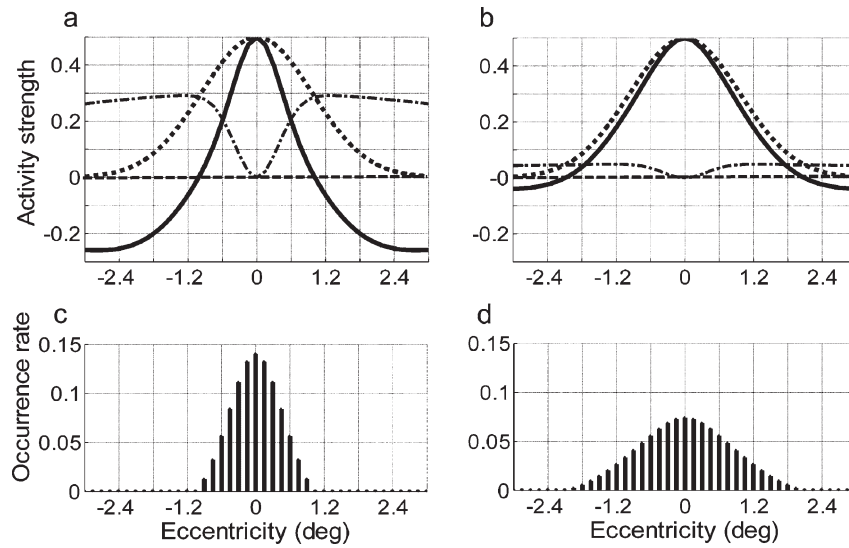 a
b
Activity strength
0.4
0.2
0
-0.2
-2.4 -1.2 0 1.2 2.4
0.4
0.2
-0
-0.2
-2.4 -1.2 0 1.2 2.4
c
d
Occurrence rate
0.15
0.1
0.05
0
-2.4 -1.2 0 1.2 2.4
Eccentricity (deg)
0.15
0.1
0.05
0
-2.4 -1.2 0 1.2 2.4
Eccentricity (deg)